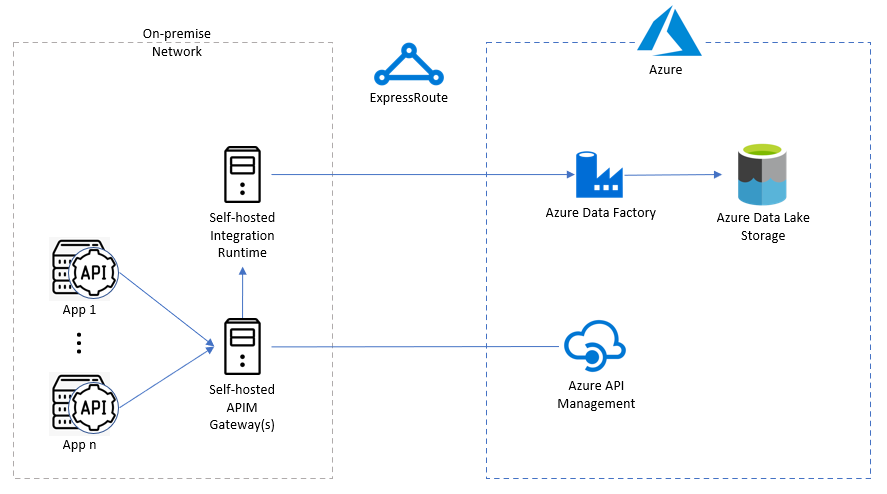 On-premise
Network
Azure
ExpressRoute
Self-hosted
Integration
Runtime
Azure Data Factory
Azure Data Lake
Storage
API
App 1
API
App n
Self-hosted
APIM
Gateway(s)
Azure API
Management